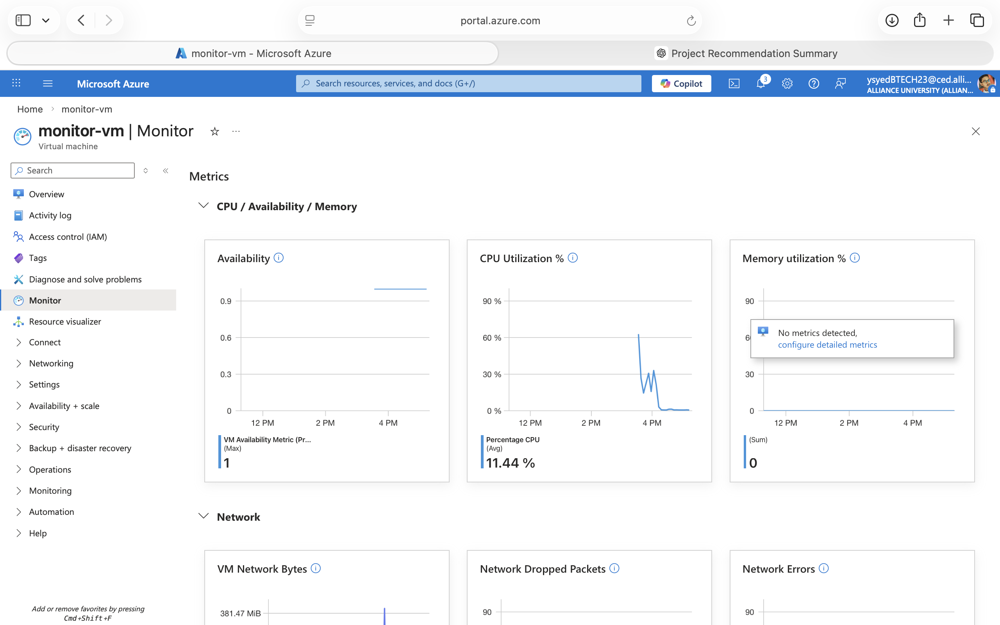 portal.azure.com
monitor-vm - Microsoft Azure
Project Recommendation Summary
Microsoft Azure
Search resources, services, and docs (G+/)
Copilot
3
ysyedBTECH23@ced.alli...
ALLIANCE UNIVERSITY (ALLIAN...
Home > monitor-vm
monitor-vm | Monitor
Virtual machine
Search
Overview
Activity log
Access control (IAM)
Tags
Diagnose and solve problems
Monitor
Resource visualizer
Connect
Networking
Settings
Availability + scale
Security
Backup + disaster recovery
Operations
Monitoring
Automation
Help
Add or remove favorites by pressing
Cmd+Shift+F
Metrics
CPU / Availability / Memory
Availability
0.9
0.6
0.3
0
12 PM 2 PM 4 PM
VM Availability Metric (Pr...
(Max)
1
CPU Utilization %
90 %
60 %
30 %
0 %
12 PM 2 PM 4 PM
Percentage CPU
(Avg)
11.44 %
Memory utilization %
90
No metrics detected,
configure detailed metrics
30
0
12 PM 2 PM 4 PM
(Sum)
0
Network
VM Network Bytes
381.47 MiB
Network Dropped Packets
90
Network Errors
90